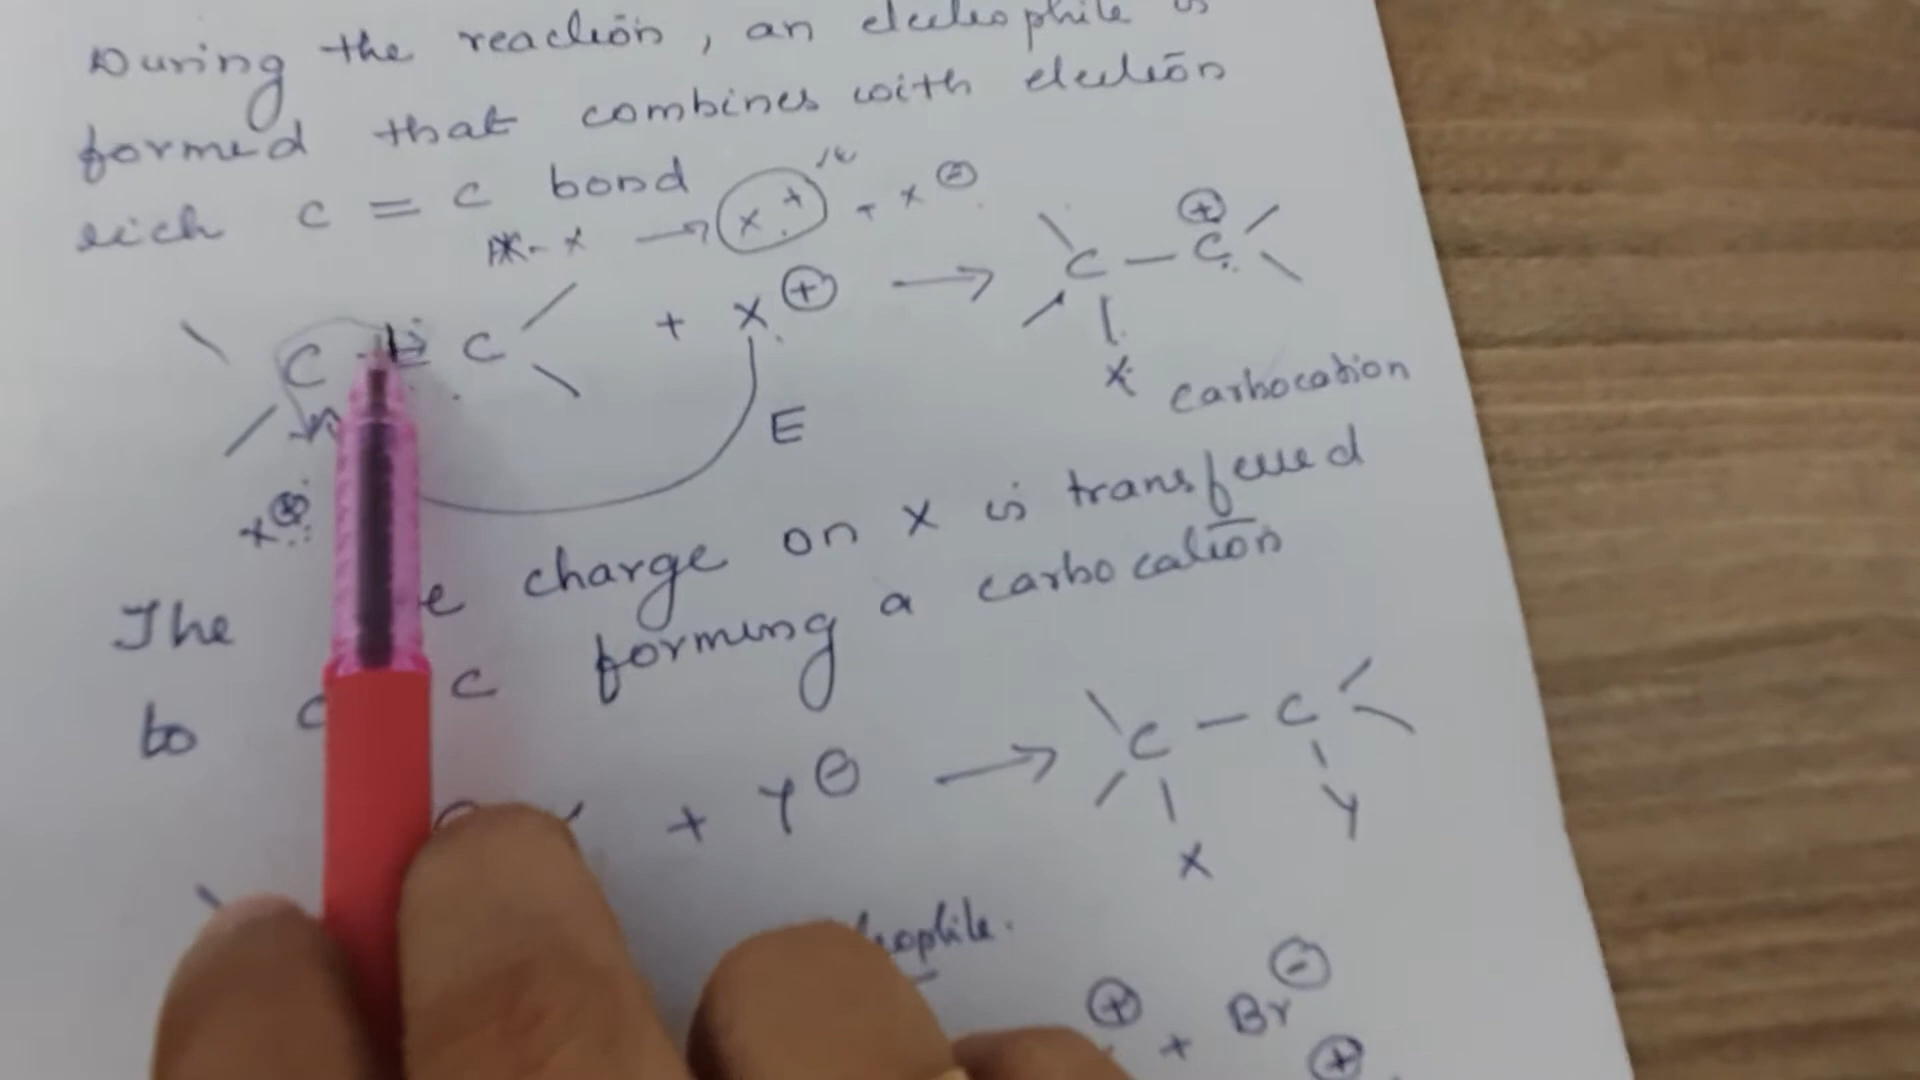 During the reaction, an electrophile is
formed that combines with electron
rich C = C bond
X - X → X + + X ⊖
C = C + X ⊕ → C - C ⊕
X
E
carbocation
X ⊕
The charge on X is transferred
to C C forming a carbocation
+ Y ⊖ → C - C
X Y
⊕ + Br ⊖
⊕